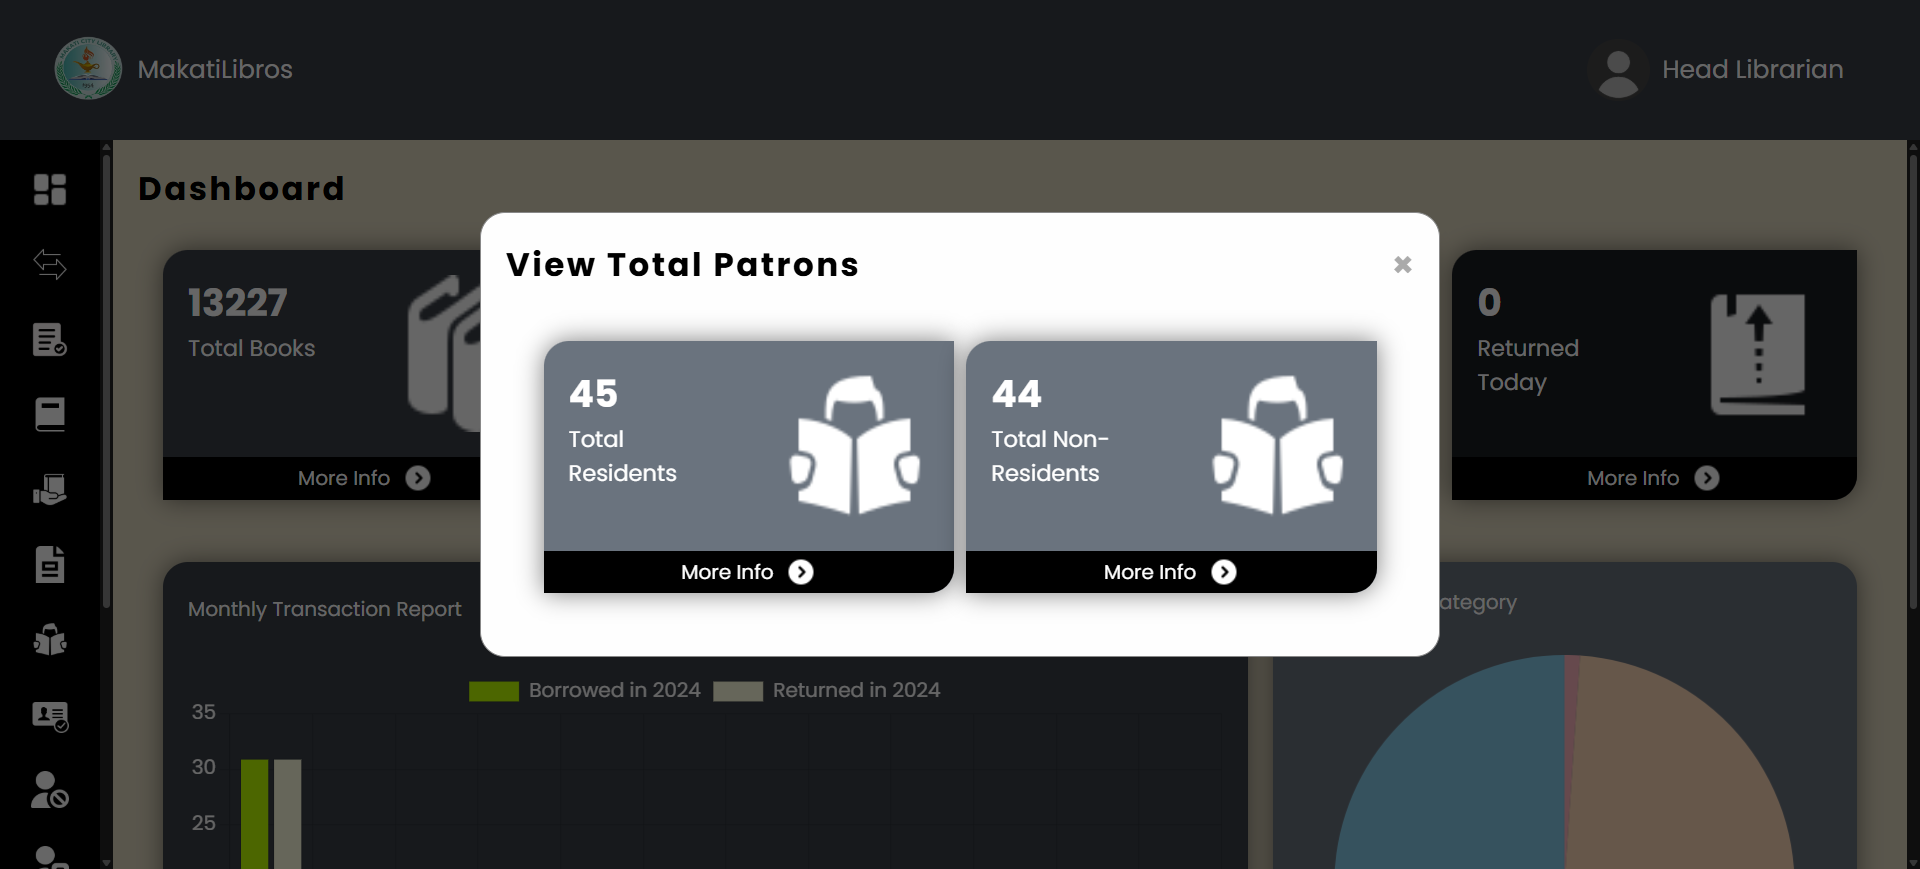 MakatiLibros
Head Librarian
Dashboard
13227
Total Books
More Info
View Total Patrons
45
Total
Residents
More Info
44
Total Non-
Residents
More Info
0
Returned
Today
More Info
Monthly Transaction Report
Borrowed in 2024
Returned in 2024
35
30
25
ategory